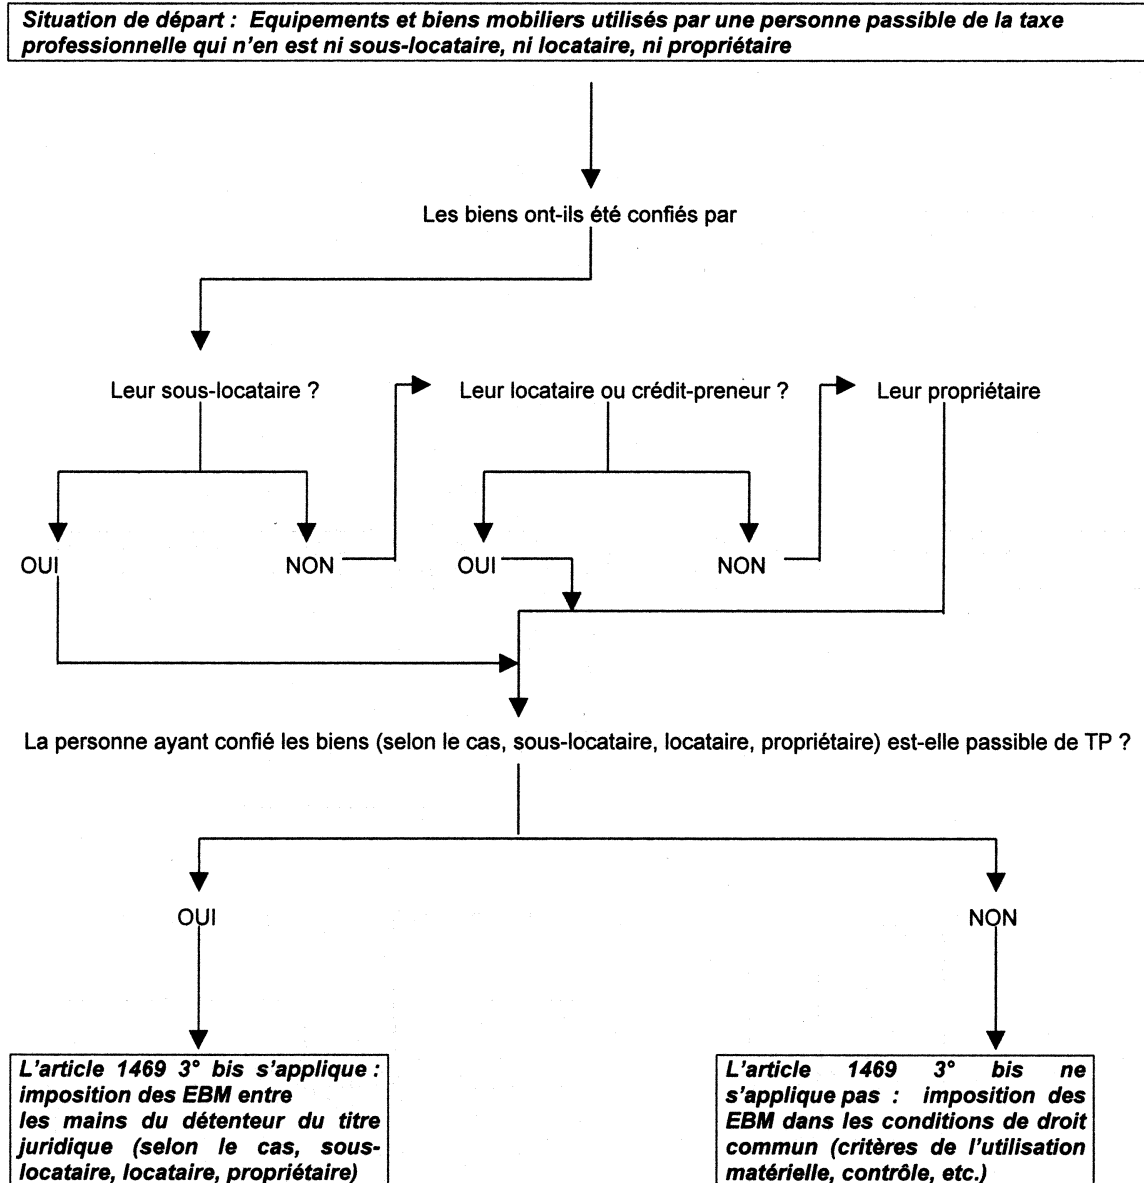 Situation de départ : Equipements et biens mobiliers utilisés par une personne passible de la taxe
professionnelle qui n'en est ni sous-locataire, ni locataire, ni propriétaire
Les biens ont-ils été confiés par
Leur sous-locataire ?
Leur locataire ou crédit-preneur ?
Leur propriétaire
OUI
NON
OUI
NON
La personne ayant confié les biens (selon le cas, sous-locataire, locataire, propriétaire) est-elle passible de TP ?
OUI
NON
L'article 1469 3° bis s'applique :
imposition des EBM entre
les mains du détenteur du titre
juridique (selon le cas, sous-
locataire, locataire, propriétaire)
L'article 1469 3° bis ne
s'applique pas : imposition des
EBM dans les conditions de droit
commun (critères de l'utilisation
matérielle, contrôle, etc.)